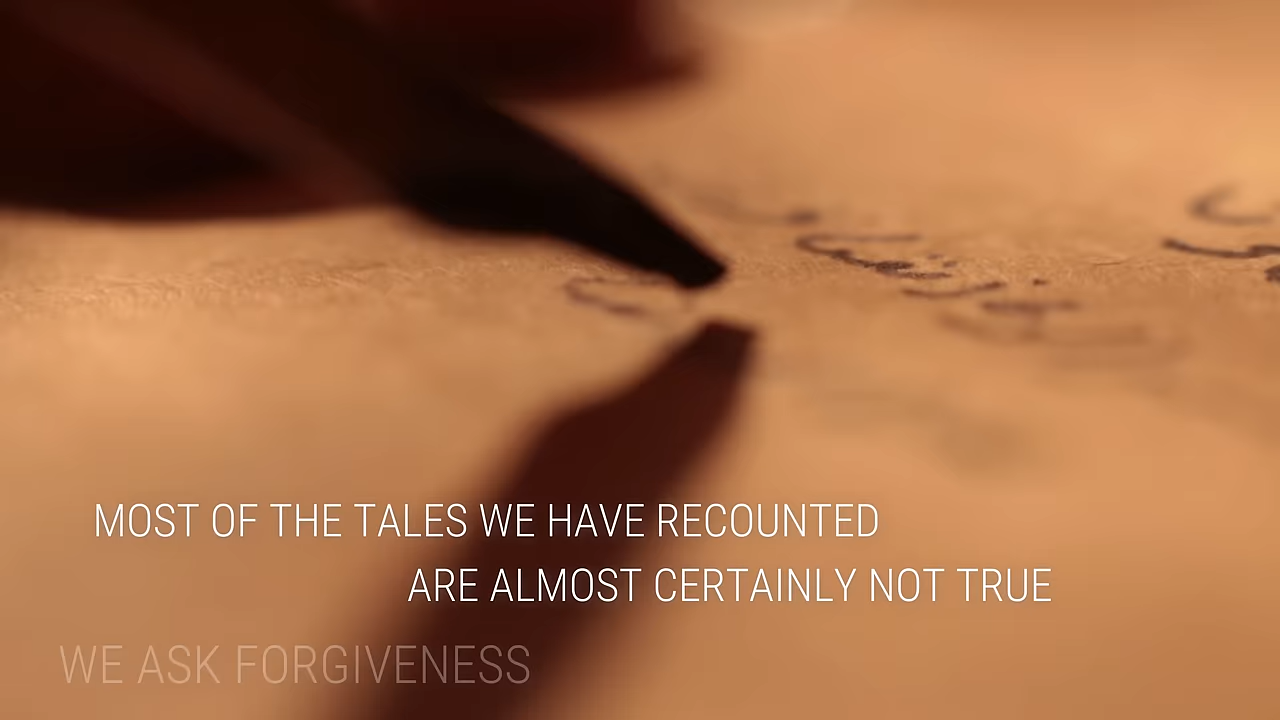 MOST OF THE TALES WE HAVE RECOUNTED
ARE ALMOST CERTAINLY NOT TRUE
WE ASK FORGIVENESS